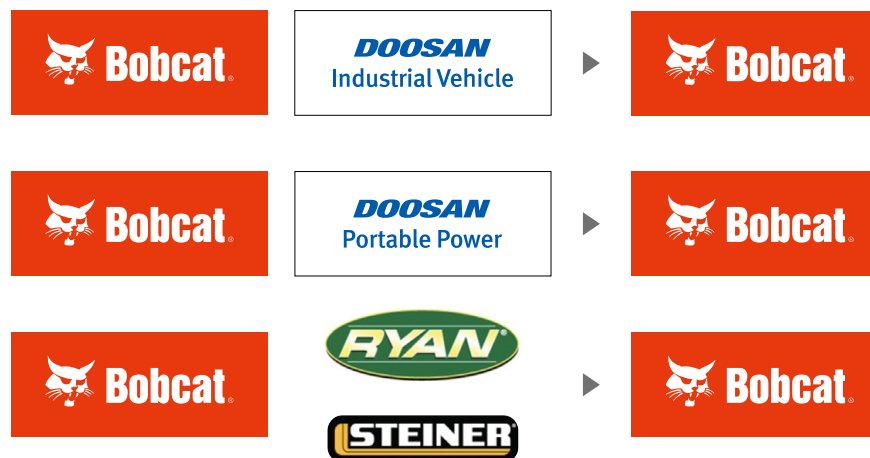 Bobcat®
DOOSAN
Industrial Vehicle
Bobcat®
Bobcat®
DOOSAN
Portable Power
Bobcat®
Bobcat®
RYAN®
STEINER
Bobcat®